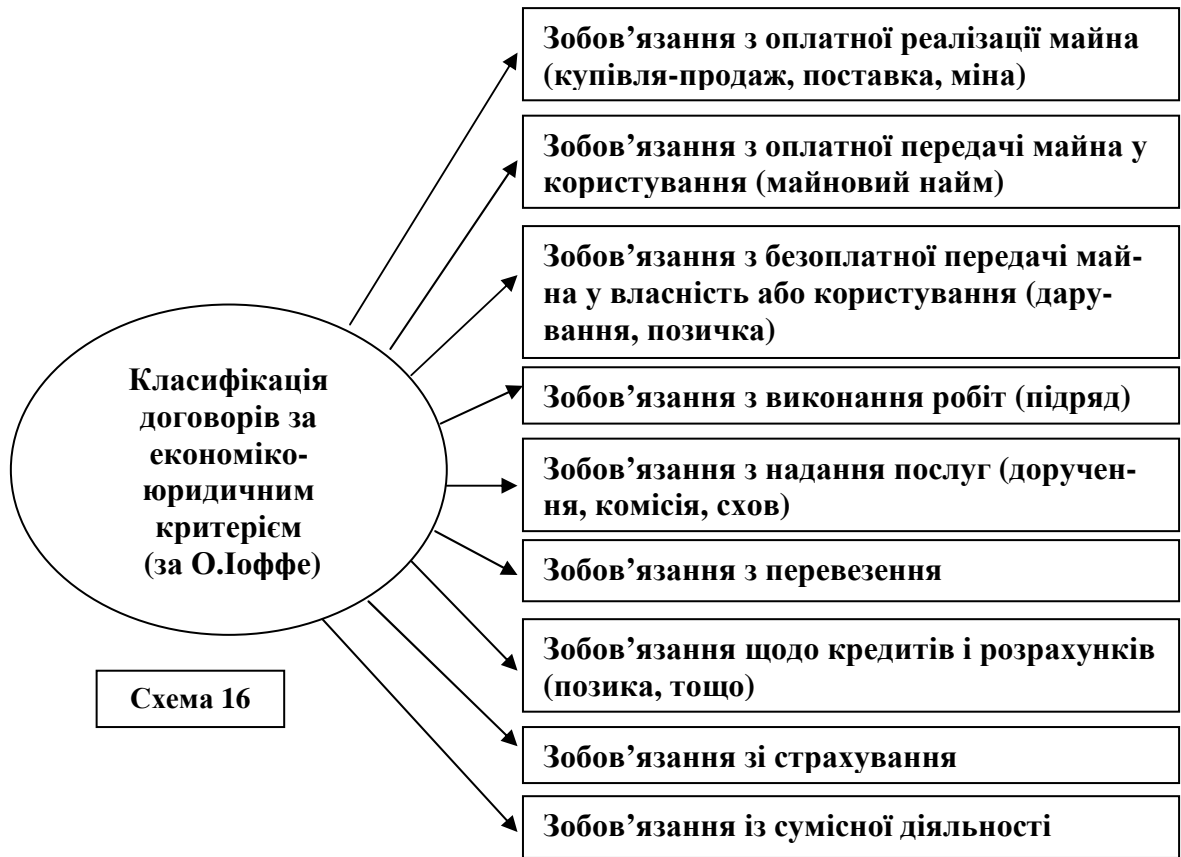 Зобов’язання з оплатної реалізації майна
(купівля-продаж, поставка, міна)
Зобов’язання з оплатної передачі майна у
користування (майновий найм)
Зобов’язання з безоплатної передачі май-
на у власність або користування (дару-
вання, позичка)
Класифікація
договорів за
економіко-
юридичним
критерієм
(за О.Іоффе)
Зобов’язання з виконання робіт (підряд)
Зобов’язання з надання послуг (доручен-
ня, комісія, схов)
Зобов’язання з перевезення
Зобов’язання щодо кредитів і розрахунків
(позика, тощо)
Схема 16
Зобов’язання зі страхування
Зобов’язання із сумісної діяльності